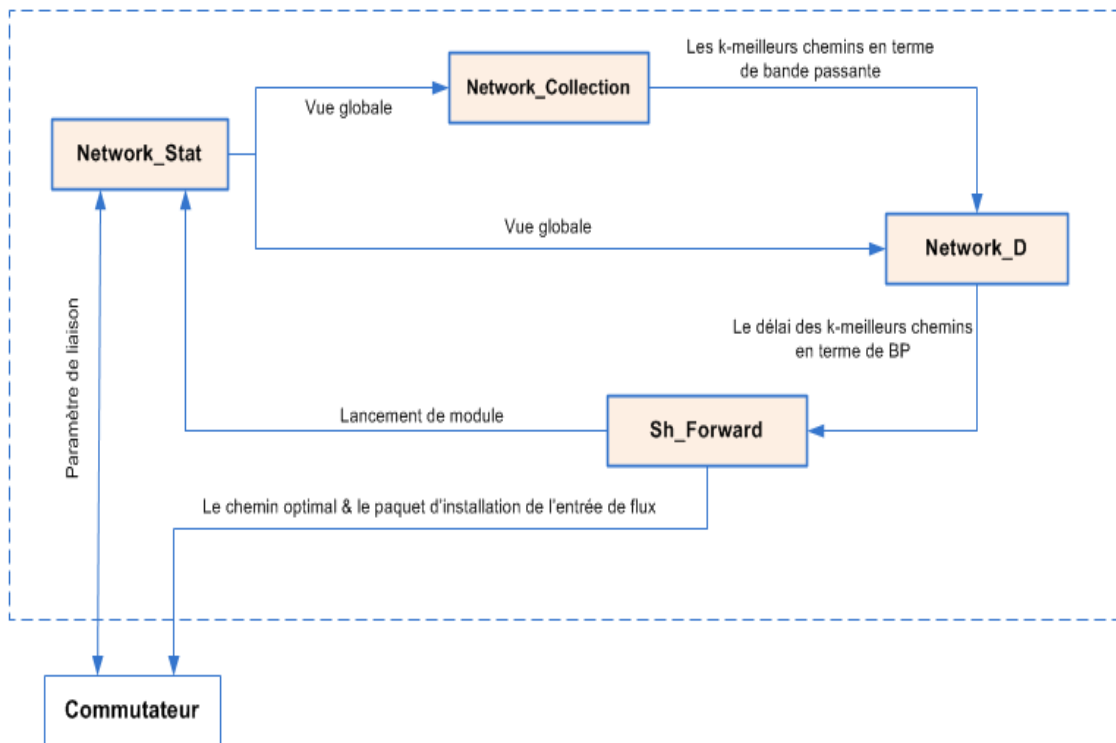 Les k-meilleurs chemins en terme
de bande passante
Network_Collection
Vue globale
Network_Stat
Vue globale
Network_D
Paramètre de liaison
Le délai des k-meilleurs chemins
en terme de BP
Lancement de module
Sh_Forward
Le chemin optimal & le paquet d'installation de l'entrée de flux
Commutateur